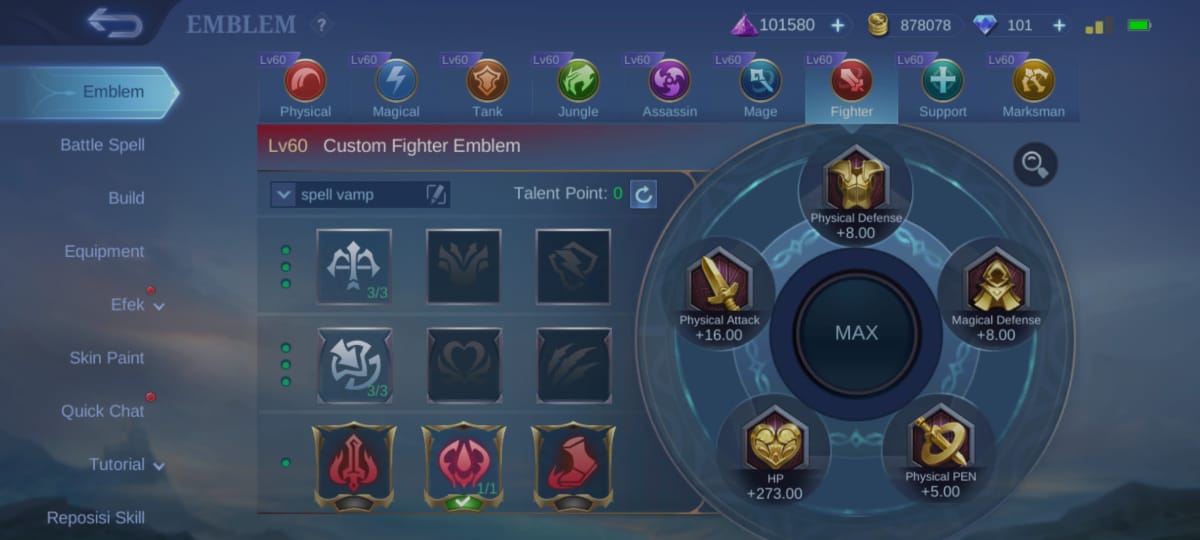 EMBLEM ?
101580 +
878078
101 +
Emblem
Battle Spell
Build
Equipment
Efek
Skin Paint
Quick Chat
Tutorial
Reposisi Skill
Lv60 Lv60 Lv60 Lv60 Lv60 Lv60 Lv60 Lv60 Lv60
Physical Magical Tank Jungle Assassin Mage Fighter Support Marksman
Lv60 Custom Fighter Emblem
spell vamp
Talent Point: 0
3/3
3/3
1/1
Physical Defense
+8.00
Physical Attack
+16.00
Magical Defense
+8.00
MAX
HP
+273.00
Physical PEN
+5.00